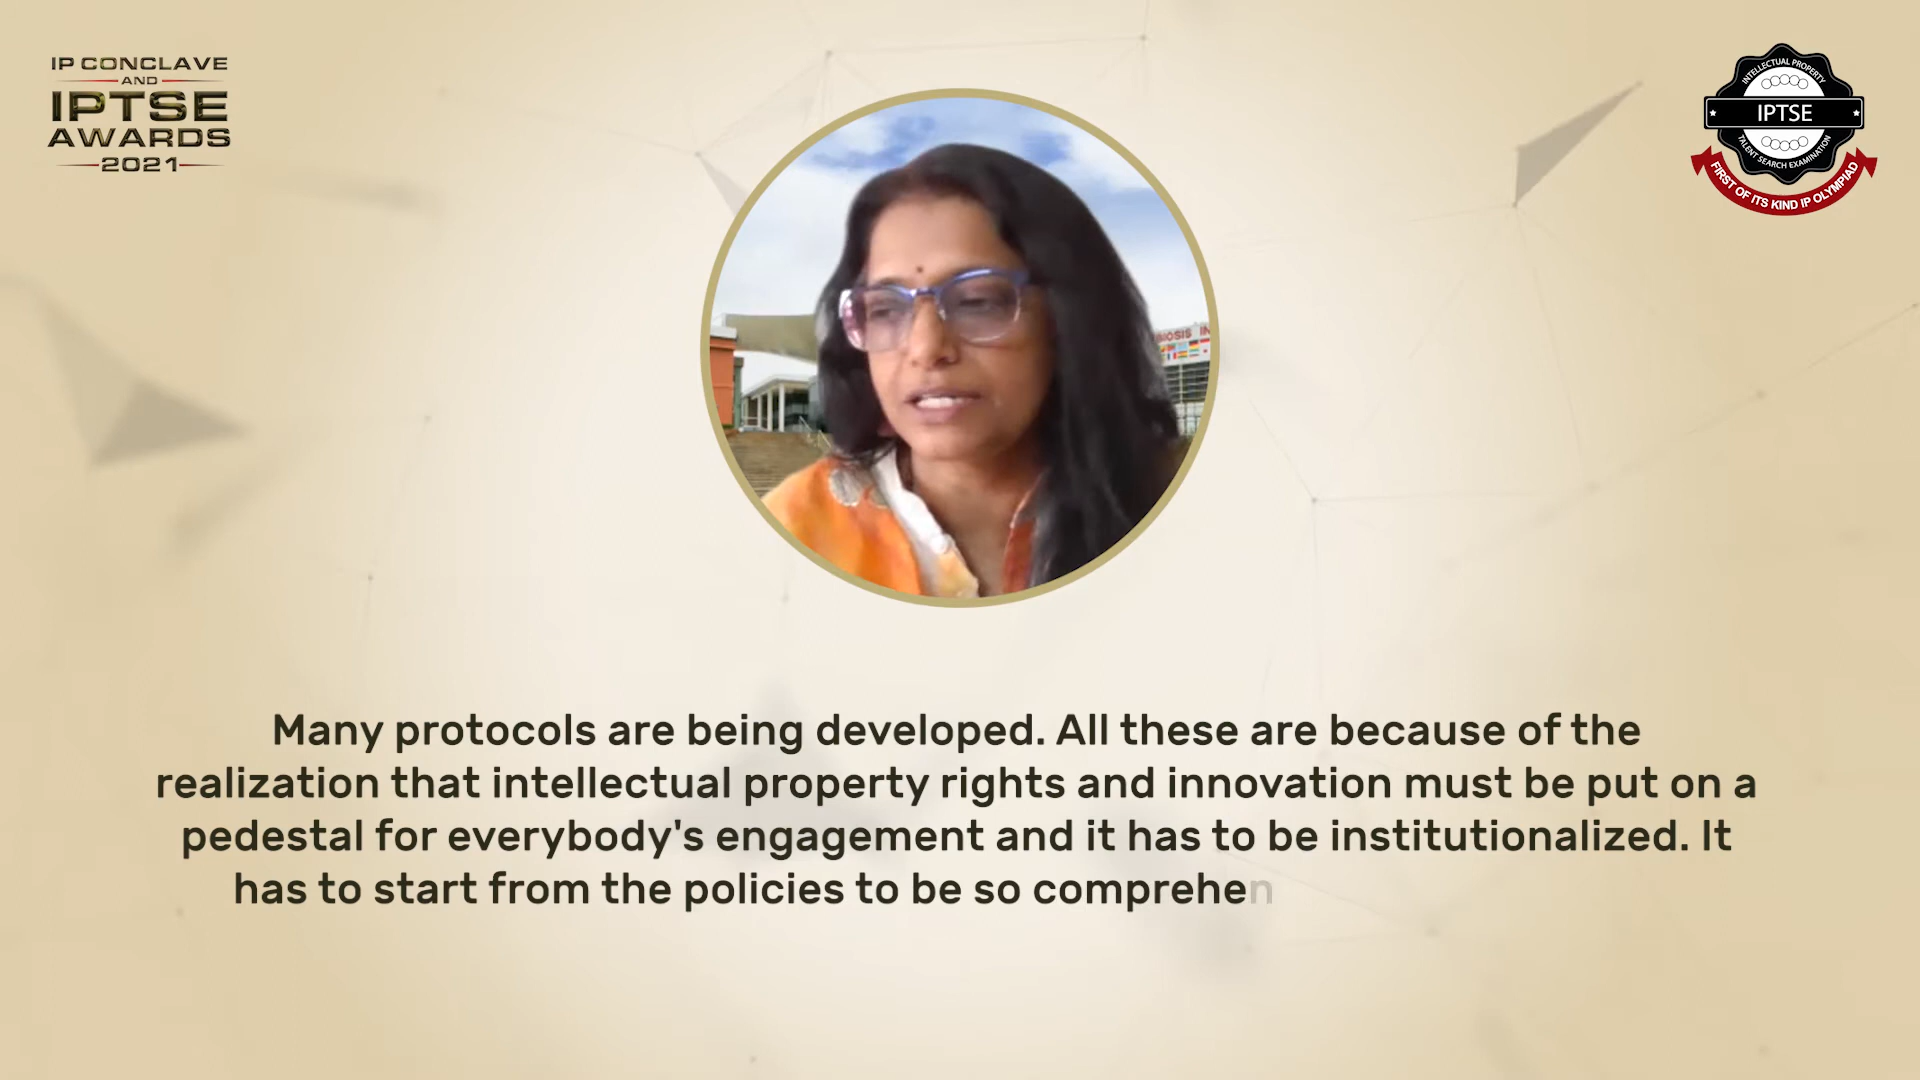 IP CONCLAVE
AND
IPTSE
AWARDS
2021
INTELLECTUAL PROPERTY
IPTSE
TALENT SEARCH EXAMINATION
FIRST OF ITS KIND IP OLYMPIAD
Many protocols are being developed. All these are because of the
realization that intellectual property rights and innovation must be put on a
pedestal for everybody's engagement and it has to be institutionalized. It
has to start from the policies to be so comprehen